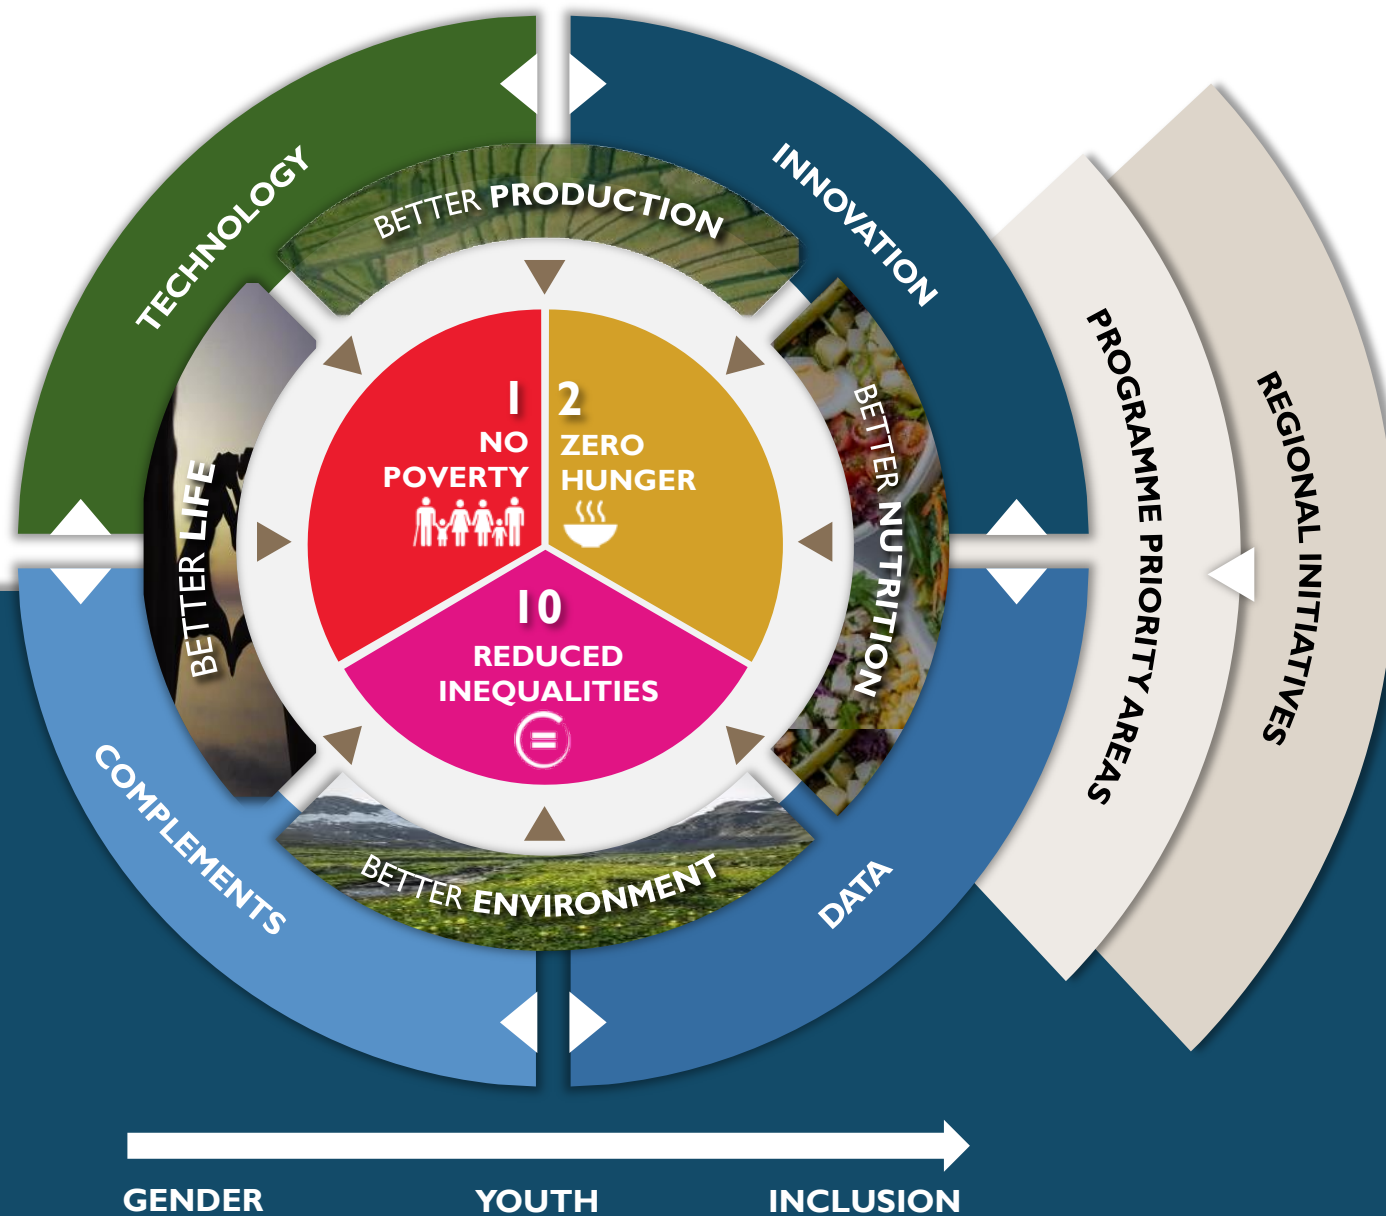 TECHNOLOGY
INNOVATION
BETTER PRODUCTION
BETTER LIFE
BETTER NUTRITION
1
NO
POVERTY
2
ZERO
HUNGER
10
REDUCED
INEQUALITIES
BETTER ENVIRONMENT
COMPLEMENTS
DATA
PROGRAMME PRIORITY AREAS
REGIONAL INITIATIVES
GENDER
YOUTH
INCLUSION